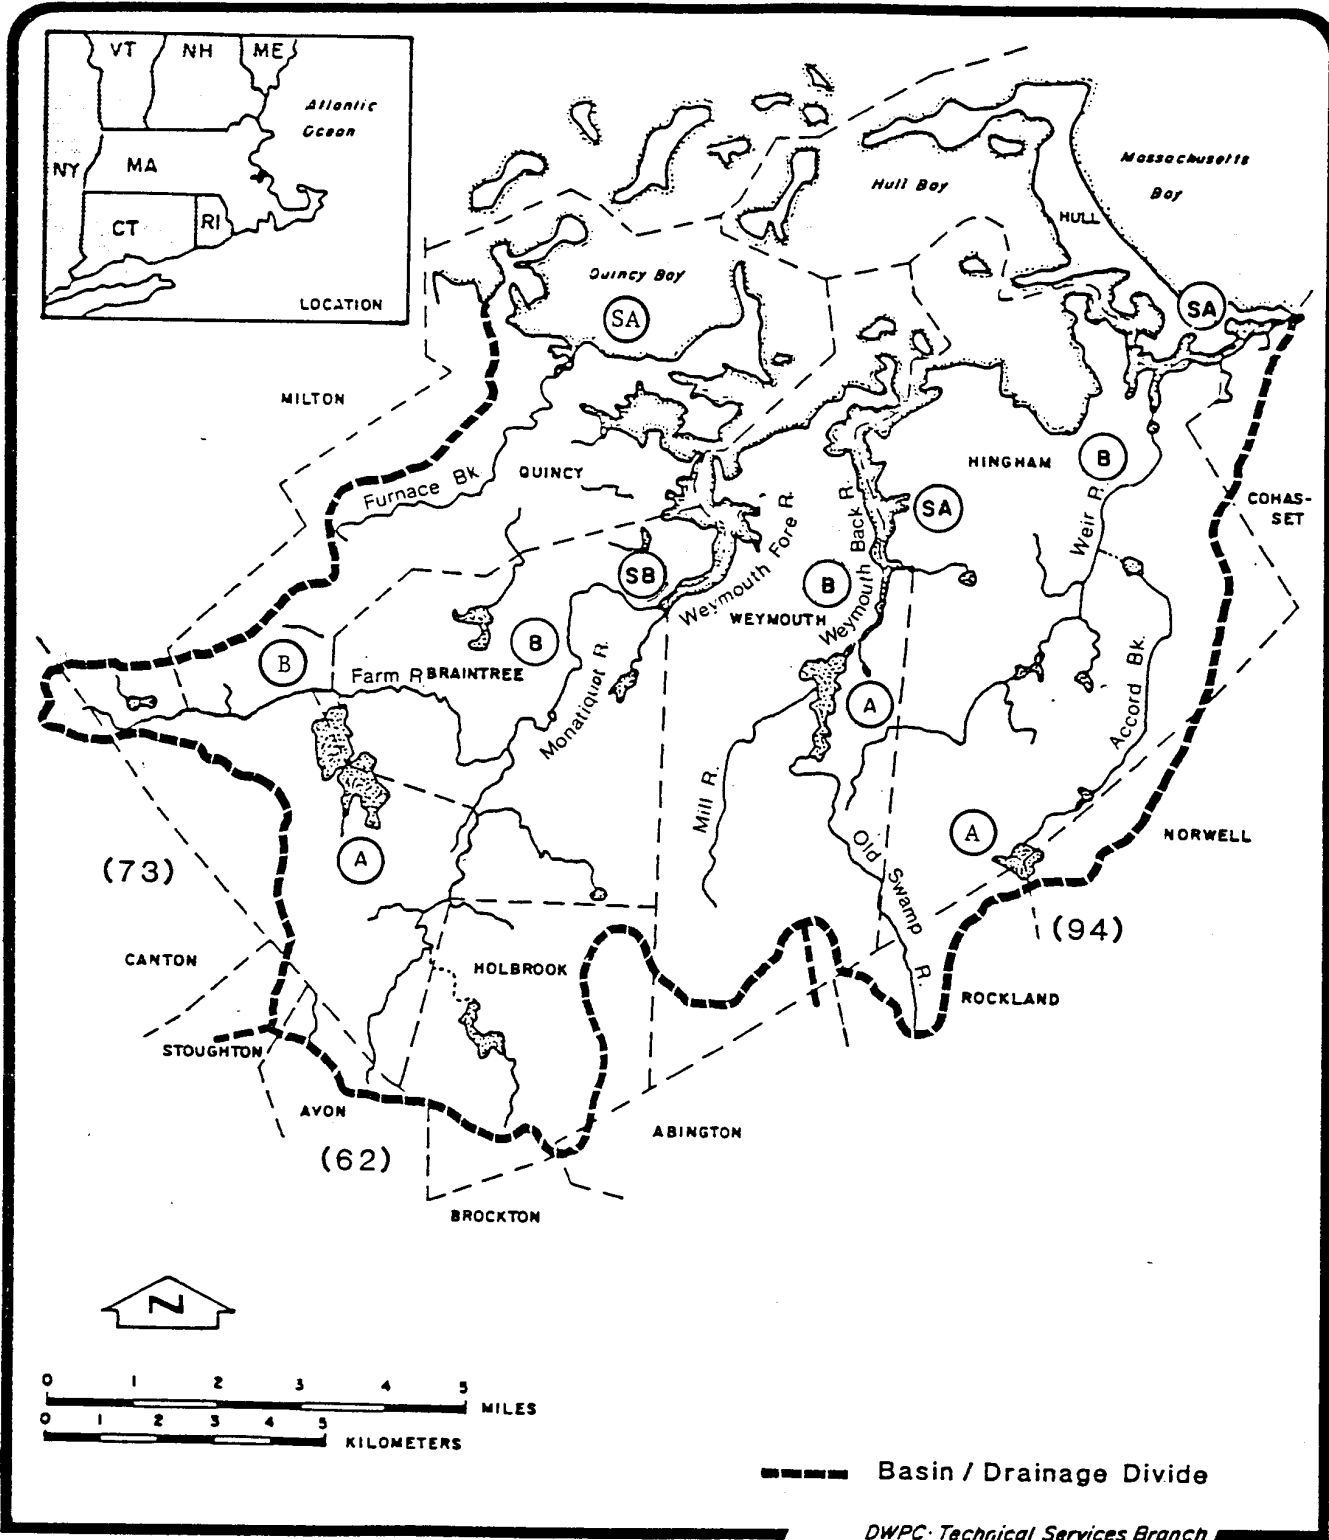 VT NH ME
Atlantic
Ocean
NY MA
CT RI
LOCATION
Massachusetts
Bay
Hull Bay
HULL
Quincy Bay
SA
SA
MILTON
QUINCY
Furnace Bk
HINGHAM
B
COHAS-
SET
SA
Weir R.
Weymouth Back R.
Weymouth Fore R.
SB
B
WEYMOUTH
B
B
Farm R.
BRAINTREE
Monatiquot R.
A
Accord Bk.
Mill R.
Old Swamp R.
A
A
NORWELL
(73)
(94)
CANTON
HOLBROOK
ROCKLAND
STOUGHTON
AVON
ABINGTON
(62)
BROCKTON
N
0 1 2 3 4 5
MILES
0 1 2 3 4 5
KILOMETERS
Basin / Drainage Divide
DWPC · Technical Services Branch